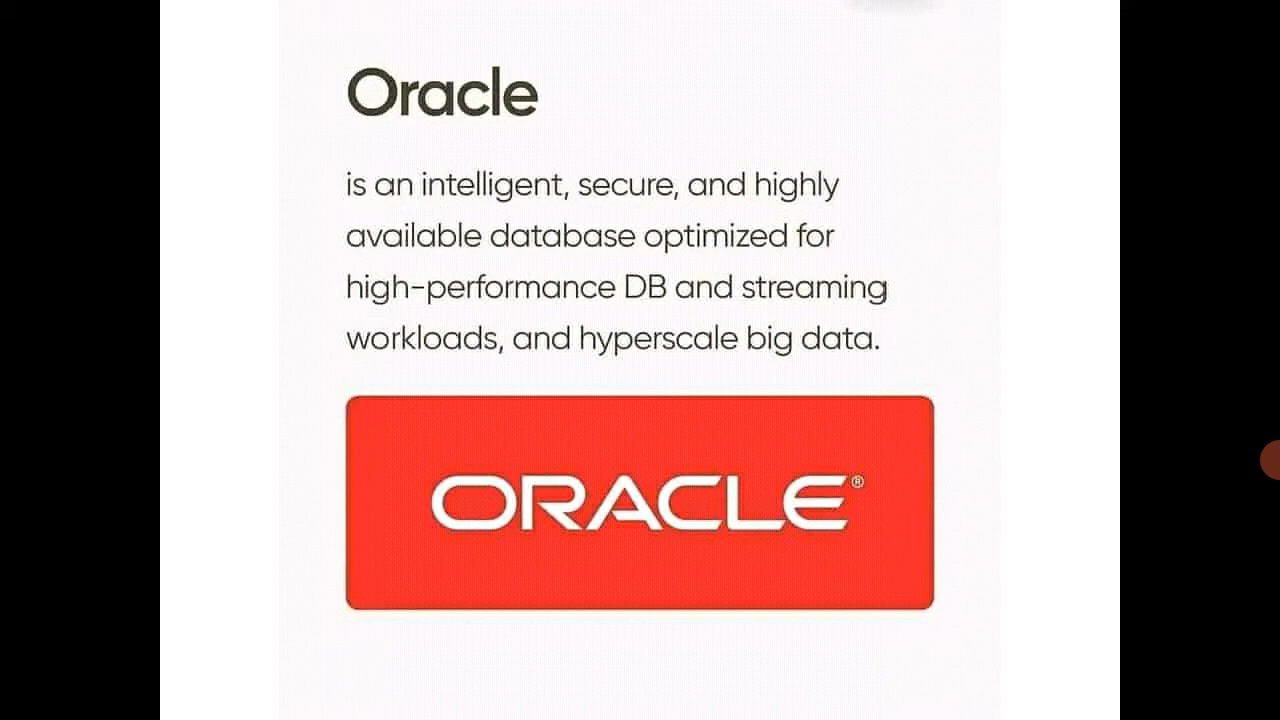 Oracle
is an intelligent, secure, and highly
available database optimized for
high-performance DB and streaming
workloads, and hyperscale big data.
ORACLE®